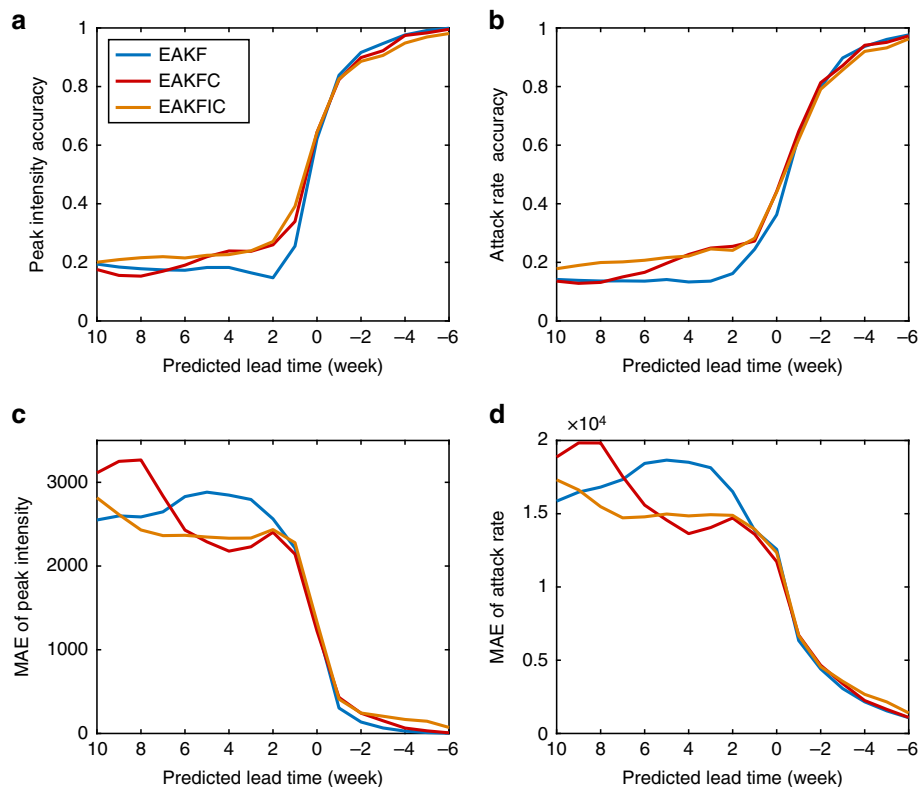 a
1
0.8
0.6
0.4
0.2
0
Peak intensity accuracy
EAKF
EAKFC
EAKFIC
10 8 6 4 2 0 –2 –4 –6
Predicted lead time (week)
b
1
0.8
0.6
0.4
0.2
0
Attack rate accuracy
10 8 6 4 2 0 –2 –4 –6
Predicted lead time (week)
c
3000
2000
1000
0
MAE of peak intensity
10 8 6 4 2 0 –2 –4 –6
Predicted lead time (week)
d
×10⁴
2
1.5
1
0.5
0
MAE of attack rate
10 8 6 4 2 0 –2 –4 –6
Predicted lead time (week)